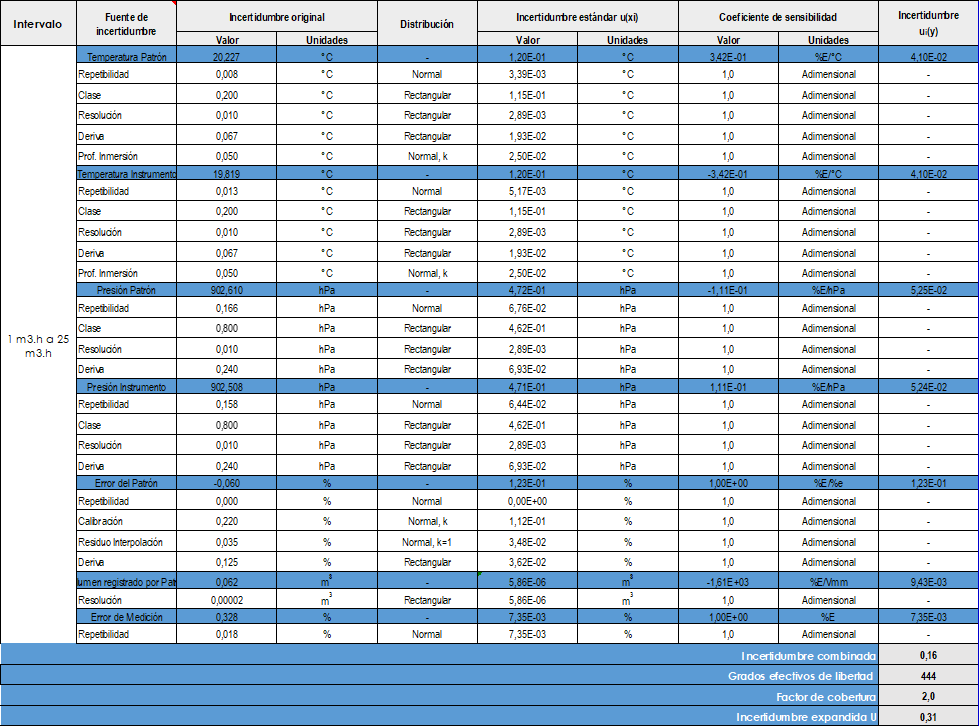 Intervalo Fuente de incertidumbre Incertidumbre original Distribución Incertidumbre estándar u(xi) Coeficiente de sensibilidad Incertidumbre ui(y)
Valor Unidades Valor Unidades Valor Unidades
Temperatura Patrón 20,227 °C - 1,20E-01 °C 3,42E-01 %E/°C 4,10E-02
Repetibilidad 0,008 °C Normal 3,39E-03 °C 1,0 Adimensional -
Clase 0,200 °C Rectangular 1,15E-01 °C 1,0 Adimensional -
Resolución 0,010 °C Rectangular 2,89E-03 °C 1,0 Adimensional -
Deriva 0,067 °C Rectangular 1,93E-02 °C 1,0 Adimensional -
Prof. Inmersión 0,050 °C Normal, k 2,50E-02 °C 1,0 Adimensional -
Temperatura Instrumento 19,819 °C - 1,20E-01 °C -3,42E-01 %E/°C 4,10E-02
Repetibilidad 0,013 °C Normal 5,17E-03 °C 1,0 Adimensional -
Clase 0,200 °C Rectangular 1,15E-01 °C 1,0 Adimensional -
Resolución 0,010 °C Rectangular 2,89E-03 °C 1,0 Adimensional -
Deriva 0,067 °C Rectangular 1,93E-02 °C 1,0 Adimensional -
Prof. Inmersión 0,050 °C Normal, k 2,50E-02 °C 1,0 Adimensional -
Presión Patrón 902,610 hPa - 4,72E-01 hPa -1,11E-01 %E/hPa 5,25E-02
Repetibilidad 0,166 hPa Normal 6,76E-02 hPa 1,0 Adimensional -
Clase 0,800 hPa Rectangular 4,62E-01 hPa 1,0 Adimensional -
1 m3.h a 25
m3.h
Resolución 0,010 hPa Rectangular 2,89E-03 hPa 1,0 Adimensional -
Deriva 0,240 hPa Rectangular 6,93E-02 hPa 1,0 Adimensional -
Presión Instrumento 902,508 hPa - 4,71E-01 hPa 1,11E-01 %E/hPa 5,24E-02
Repetibilidad 0,158 hPa Normal 6,44E-02 hPa 1,0 Adimensional -
Clase 0,800 hPa Rectangular 4,62E-01 hPa 1,0 Adimensional -
Resolución 0,010 hPa Rectangular 2,89E-03 hPa 1,0 Adimensional -
Deriva 0,240 hPa Rectangular 6,93E-02 hPa 1,0 Adimensional -
Error del Patrón -0,060 % - 1,23E-01 % 1,00E+00 %E/%e 1,23E-01
Repetibilidad 0,000 % Normal 0,00E+00 % 1,0 Adimensional -
Calibración 0,220 % Normal, k 1,12E-01 % 1,0 Adimensional -
Residuo Interpolación 0,035 % Normal, k=1 3,48E-02 % 1,0 Adimensional -
Deriva 0,125 % Rectangular 3,62E-02 % 1,0 Adimensional -
lumen registrado por Patr 0,062 m³ - 5,86E-06 m³ -1,61E+03 %E/Vmm 9,43E-03
Resolución 0,00002 m³ Rectangular 5,86E-06 m³ 1,0 Adimensional -
Error de Medición 0,328 % - 7,35E-03 % 1,00E+00 %E 7,35E-03
Repetibilidad 0,018 % Normal 7,35E-03 % 1,0 Adimensional -
Incertidumbre combinada 0,16
Grados efectivos de libertad 444
Factor de cobertura 2,0
Incertidumbre expandida U 0,31